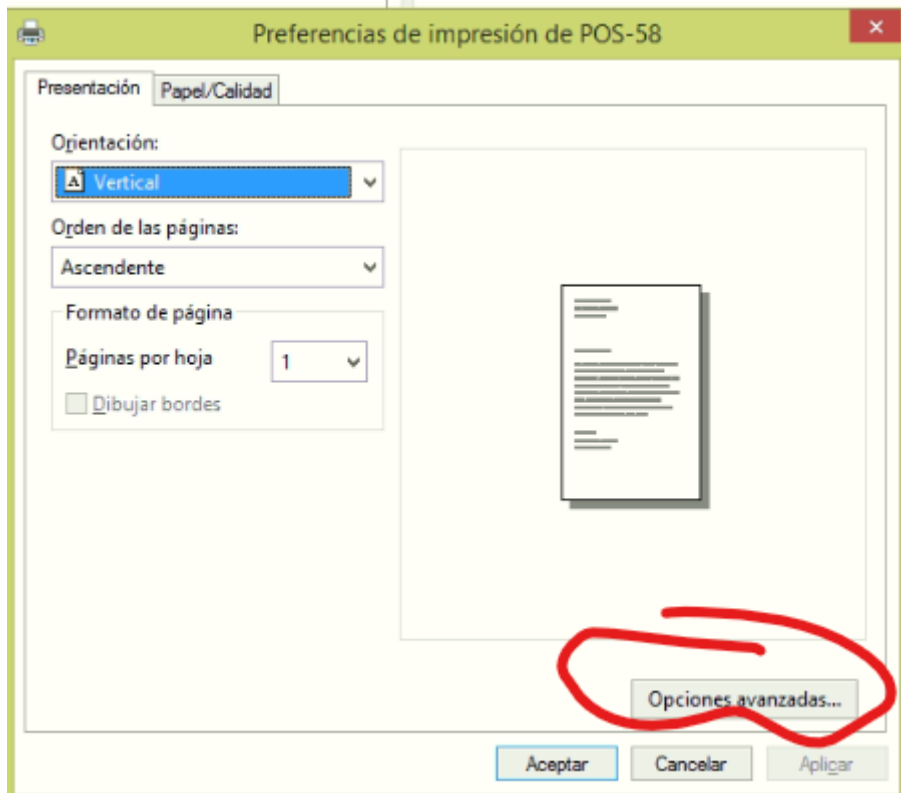 Preferencias de impresión de POS-58
Presentación
Papel/Calidad
Orientación:
Vertical
Orden de las páginas:
Ascendente
Formato de página
Páginas por hoja
1
Dibujar bordes
Opciones avanzadas...
Aceptar
Cancelar
Aplicar